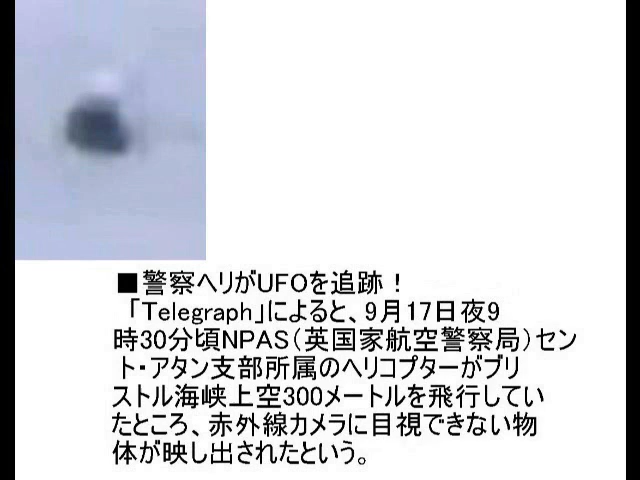 ■警察ヘリがUFOを追跡！
「Telegraph」によると、9月17日夜9
時30分頃NPAS（英国家航空警察局）セン
ト・アタン支部所属のヘリコプターがブリ
ストル海峡上空300メートルを飛行してい
たところ、赤外線カメラに目視できない物
体が映し出されたという。